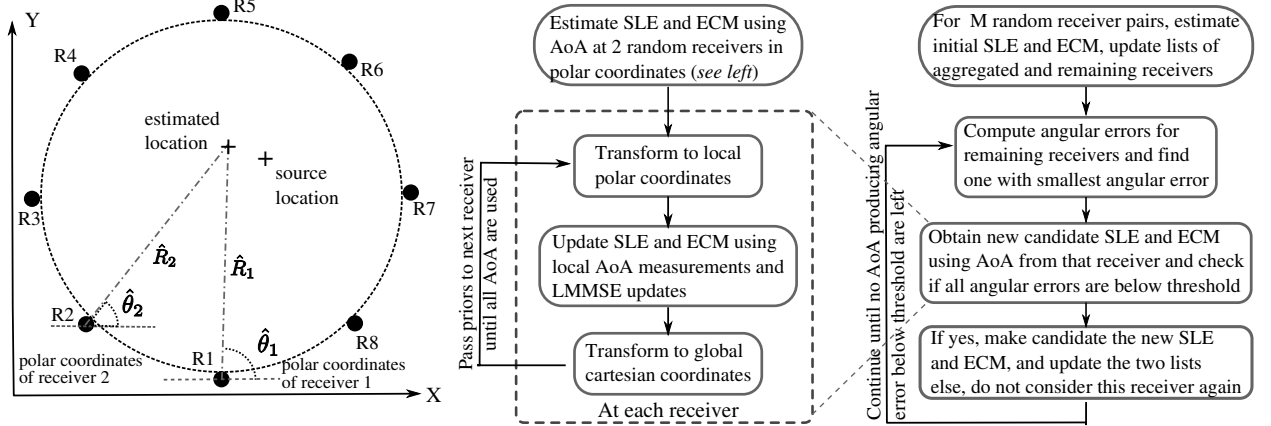 Y
R5
R4
R6
estimated
location
source
location
R3
R7
R̂₂
R̂₁
R2
θ̂₂
R1
θ̂₁
R8
polar coordinates
of receiver 2
polar coordinates
of receiver 1
X
Estimate SLE and ECM using
AoA at 2 random receivers in
polar coordinates (see left)
Transform to local
polar coordinates
Update SLE and ECM using
local AoA measurements and
LMMSE updates
Transform to global
cartesian coordinates
At each receiver
Pass priors to next receiver
until all AoA are used
For M random receiver pairs, estimate
initial SLE and ECM, update lists of
aggregated and remaining receivers
Compute angular errors for
remaining receivers and find
one with smallest angular error
Obtain new candidate SLE and ECM
using AoA from that receiver and check
if all angular errors are below threshold
If yes, make candidate the new SLE
and ECM, and update the two lists
else, do not consider this receiver again
Continue until no AoA producing angular
error below threshold are left